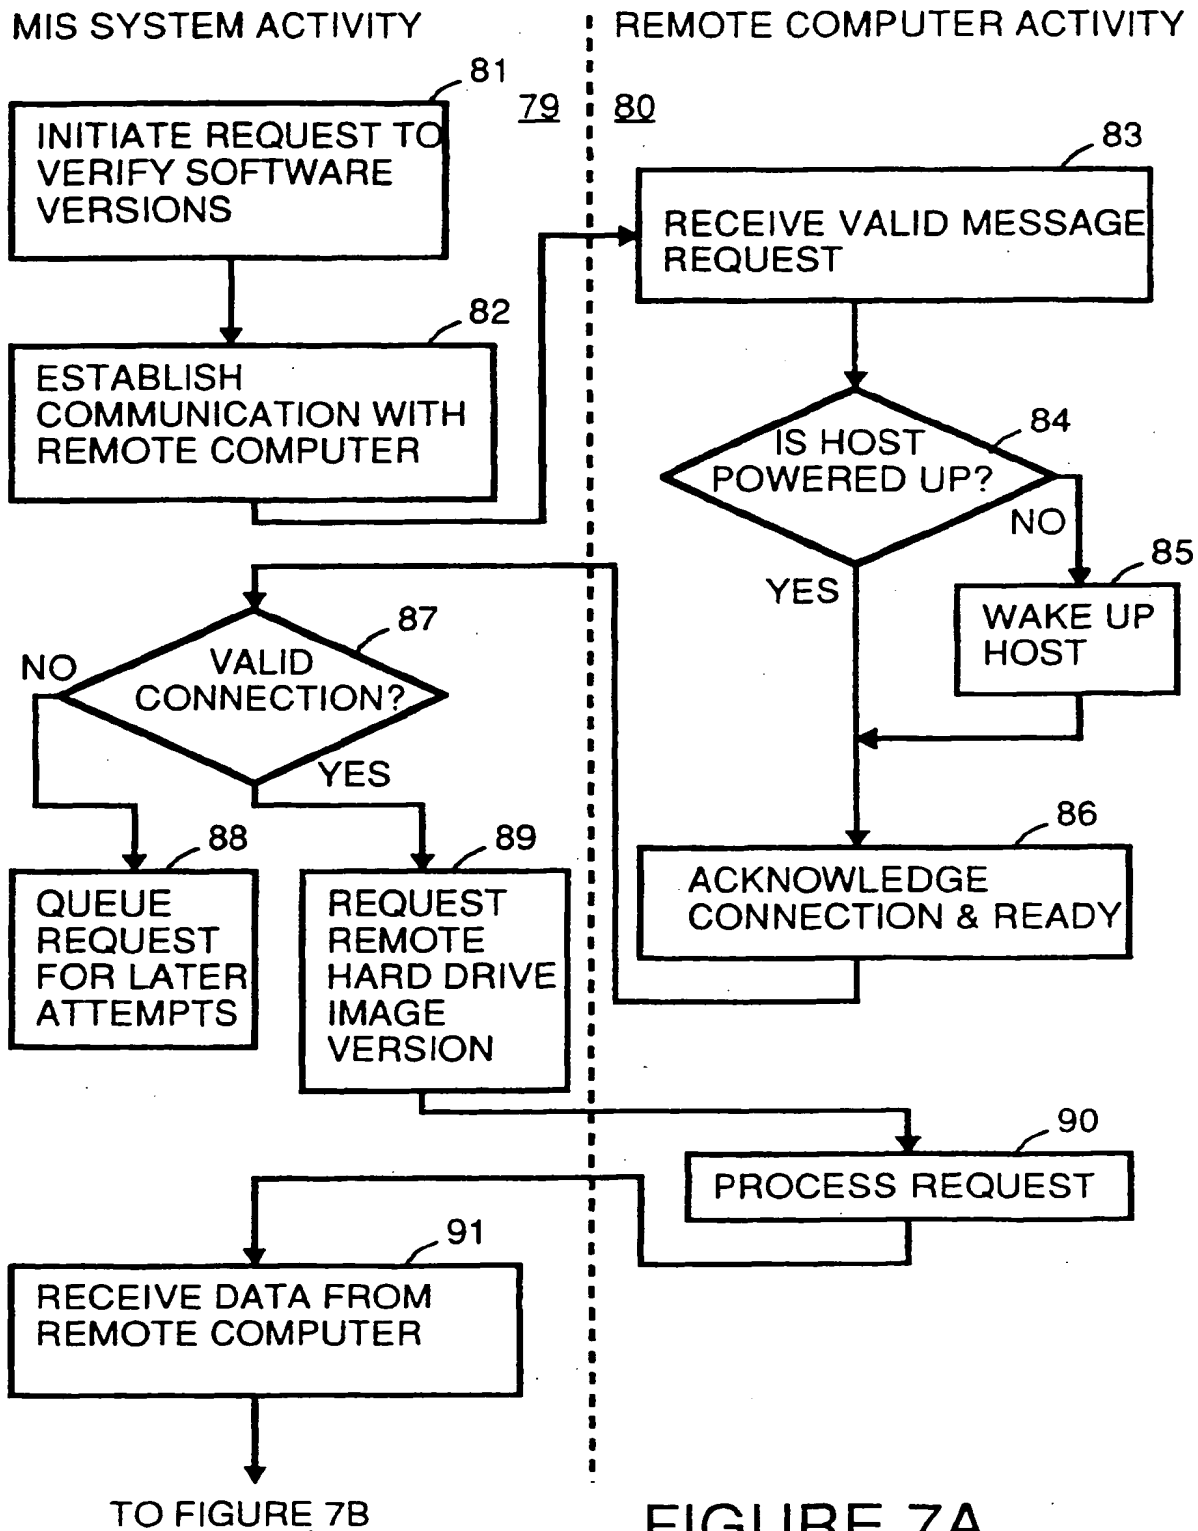 MIS SYSTEM ACTIVITY
REMOTE COMPUTER ACTIVITY
79
80
81
INITIATE REQUEST TO
VERIFY SOFTWARE
VERSIONS
82
ESTABLISH
COMMUNICATION WITH
REMOTE COMPUTER
83
RECEIVE VALID MESSAGE
REQUEST
84
IS HOST
POWERED UP?
NO
YES
85
WAKE UP
HOST
86
ACKNOWLEDGE
CONNECTION & READY
87
VALID
CONNECTION?
NO
YES
88
QUEUE
REQUEST
FOR LATER
ATTEMPTS
89
REQUEST
REMOTE
HARD DRIVE
IMAGE
VERSION
90
PROCESS REQUEST
91
RECEIVE DATA FROM
REMOTE COMPUTER
TO FIGURE 7B
FIGURE 7A